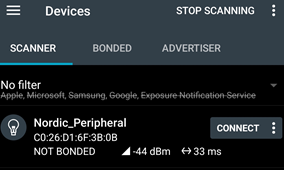 Devices STOP SCANNING
SCANNER BONDED ADVERTISER
No filter
Apple, Microsoft, Samsung, Google, Exposure Notification Service
Nordic_Peripheral
C0:26:D1:6F:3B:0B
CONNECT
NOT BONDED -44 dBm 33 ms